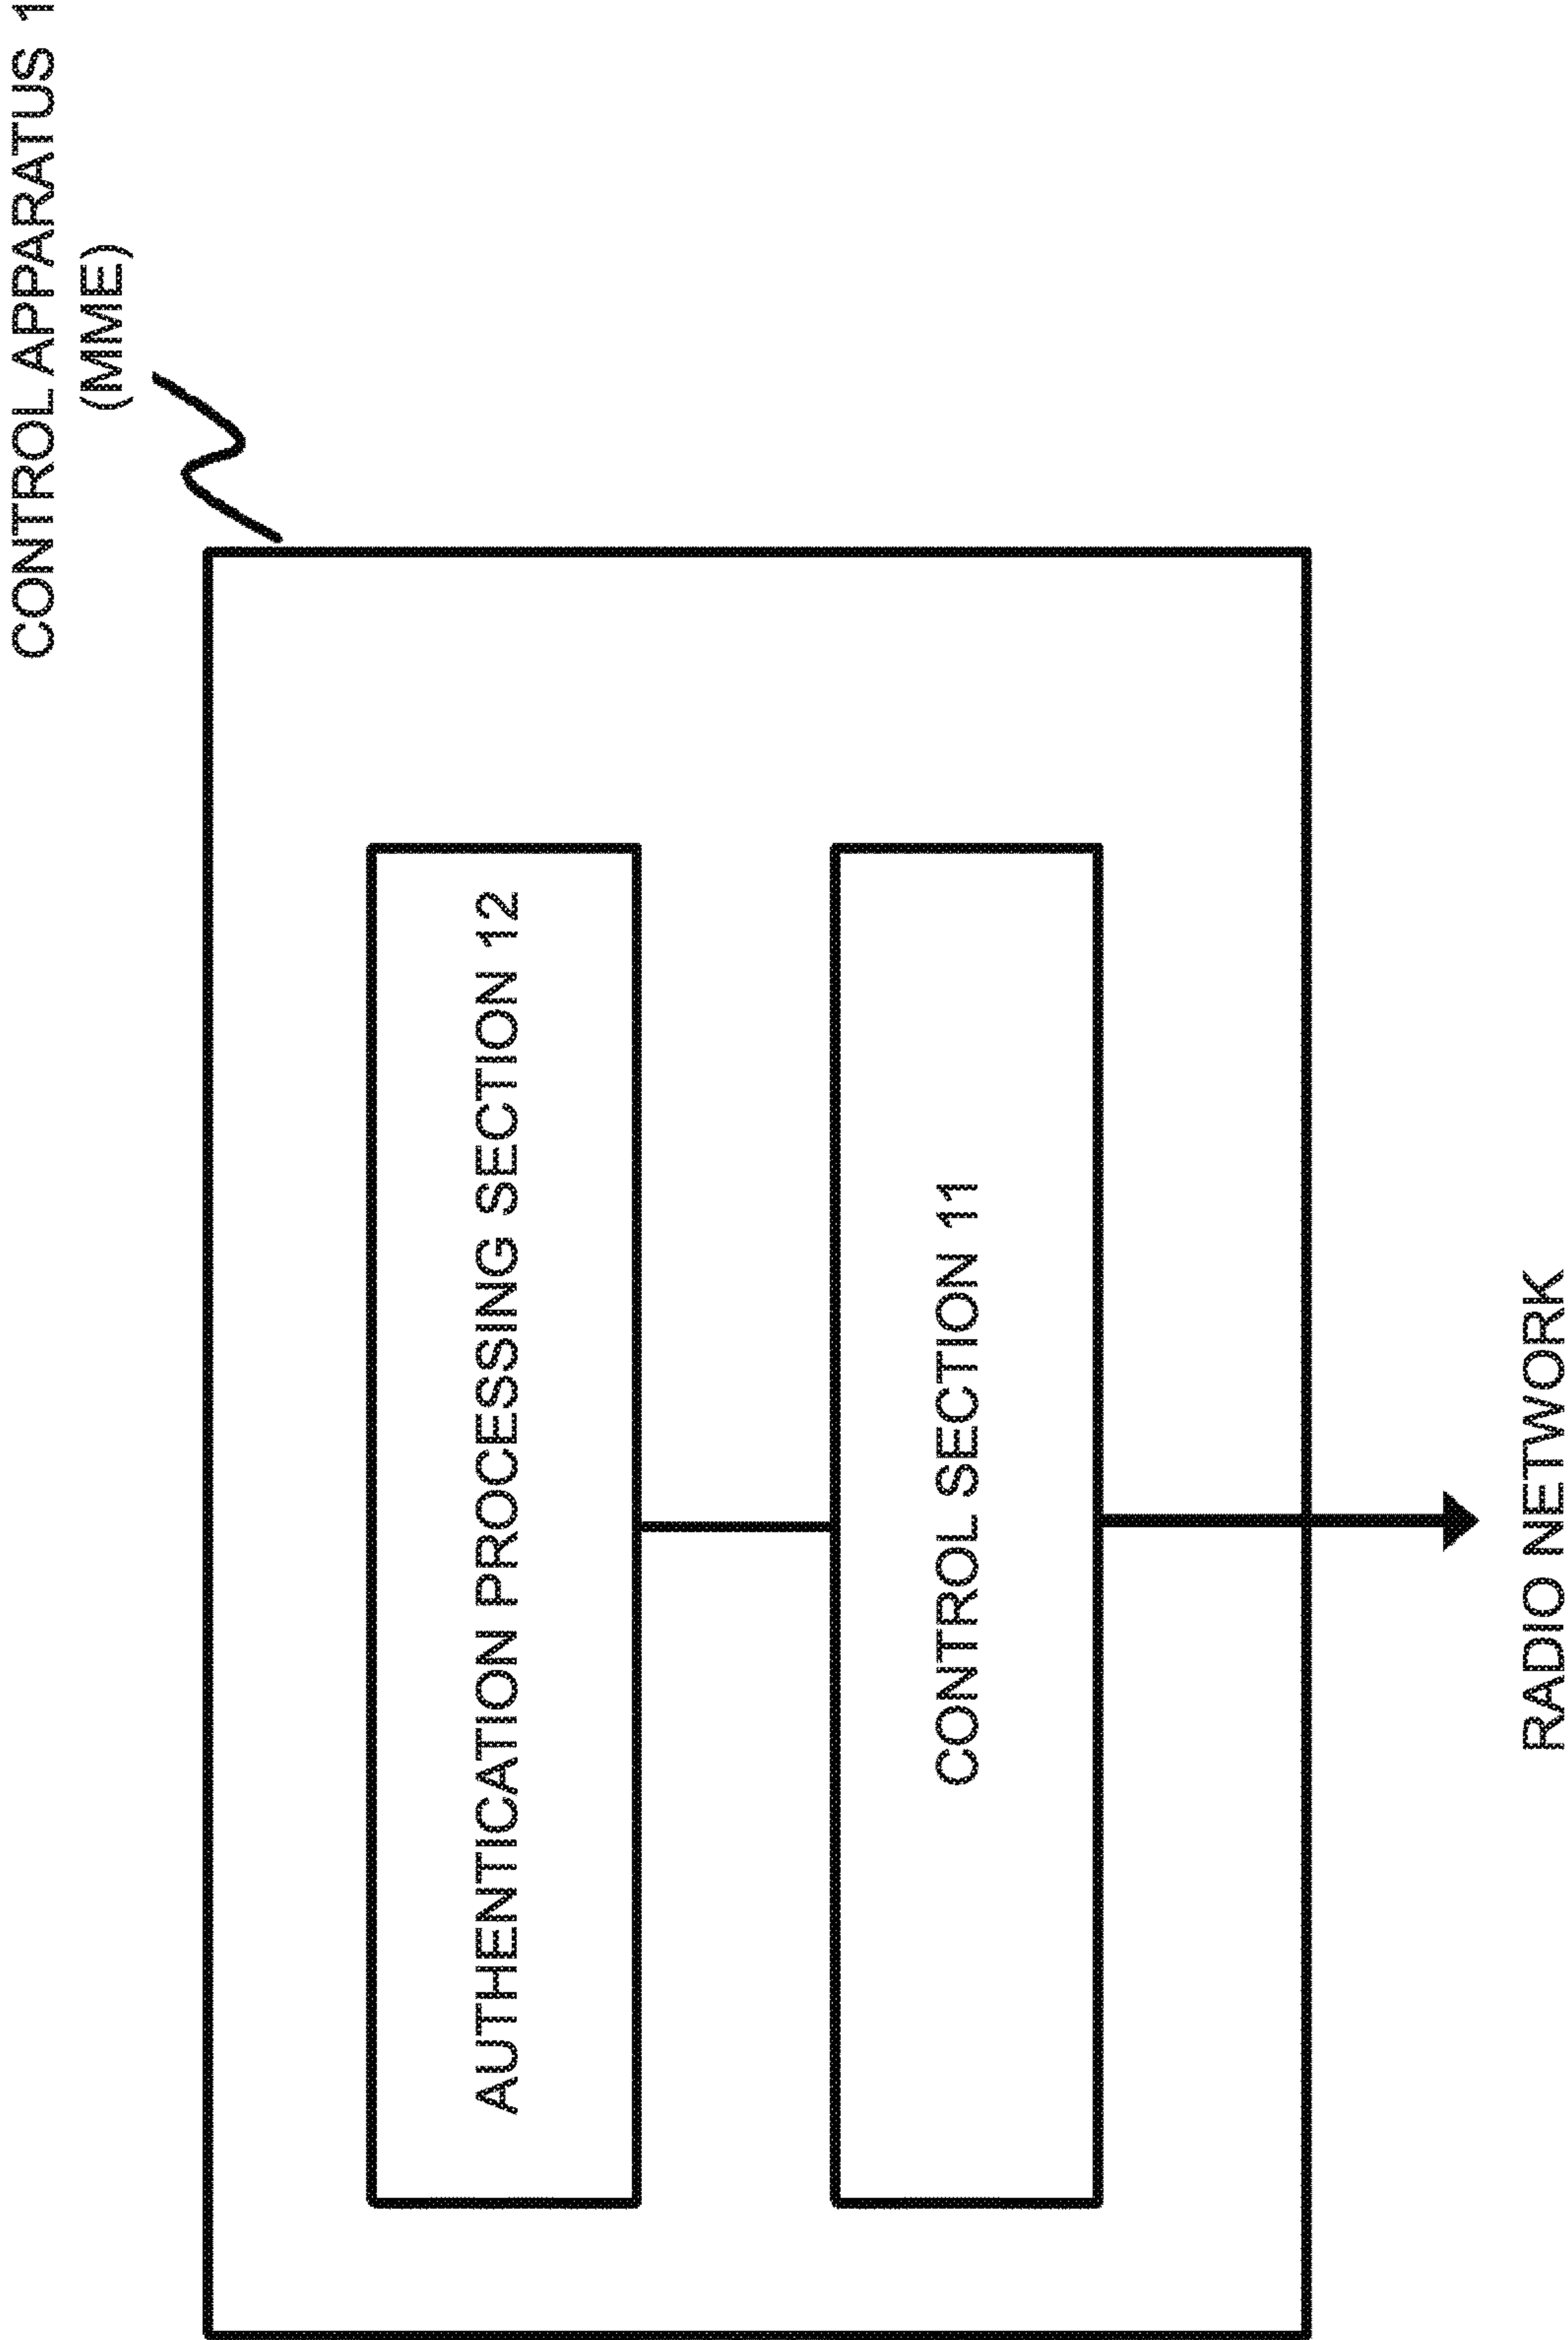 CONTROL APPARATUS 1
(MME)
AUTHENTICATION PROCESSING SECTION 12
CONTROL SECTION 11
RADIO NETWORK